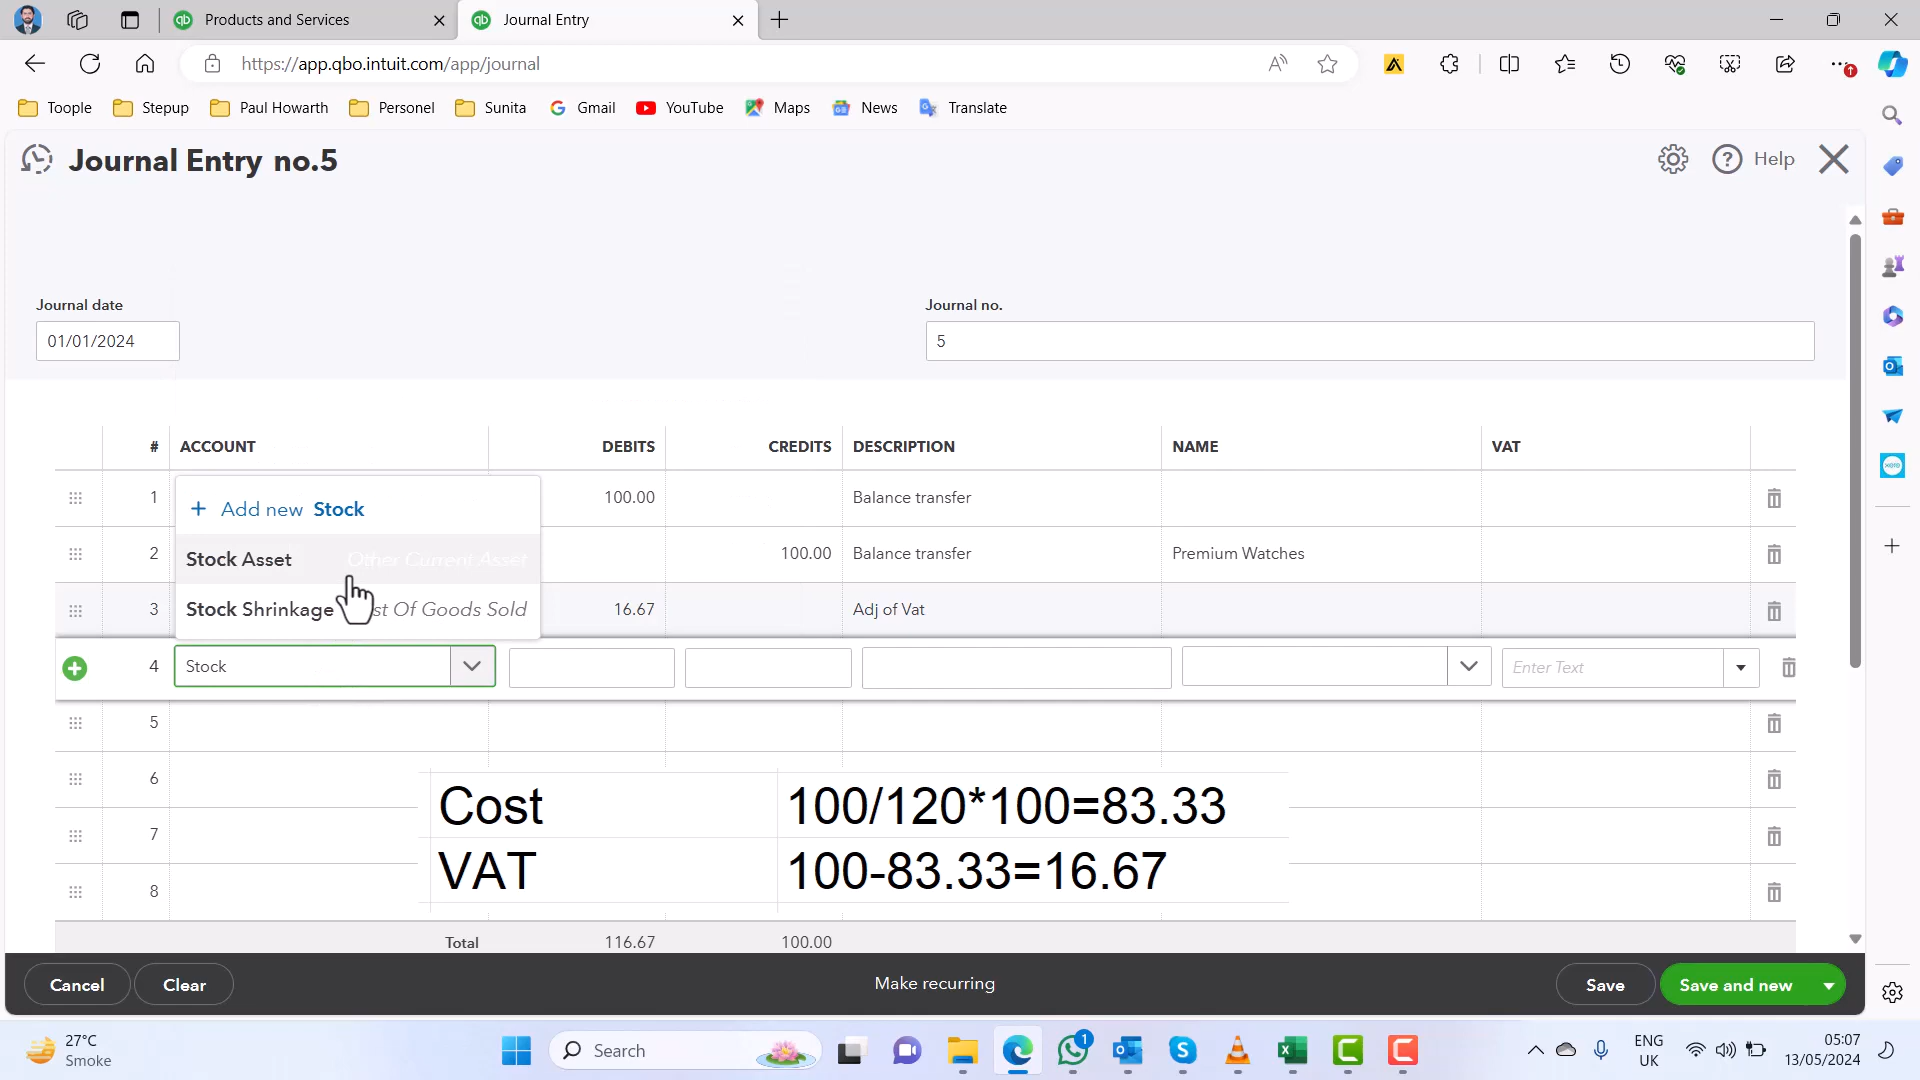 Products and Services
Journal Entry
https://app.qbo.intuit.com/app/journal
Toople
Stepup
Paul Howarth
Personel
Sunita
Gmail
YouTube
Maps
News
Translate
Journal Entry no.5
Help
Journal date
Journal no.
01/01/2024
5
# ACCOUNT DEBITS CREDITS DESCRIPTION NAME VAT
1 100.00 Balance transfer
+ Add new Stock
2 100.00 Balance transfer Premium Watches
Stock Asset Other Current Asset
3 16.67 Adj of Vat
Stock Shrinkage st Of Goods Sold
4 Stock Enter Text
5
6
7
8
Cost 100/120*100=83.33
VAT 100-83.33=16.67
Total 116.67 100.00
Cancel
Clear
Make recurring
Save
Save and new
27°C
Smoke
Search
1
ENG
UK
05:07
13/05/2024